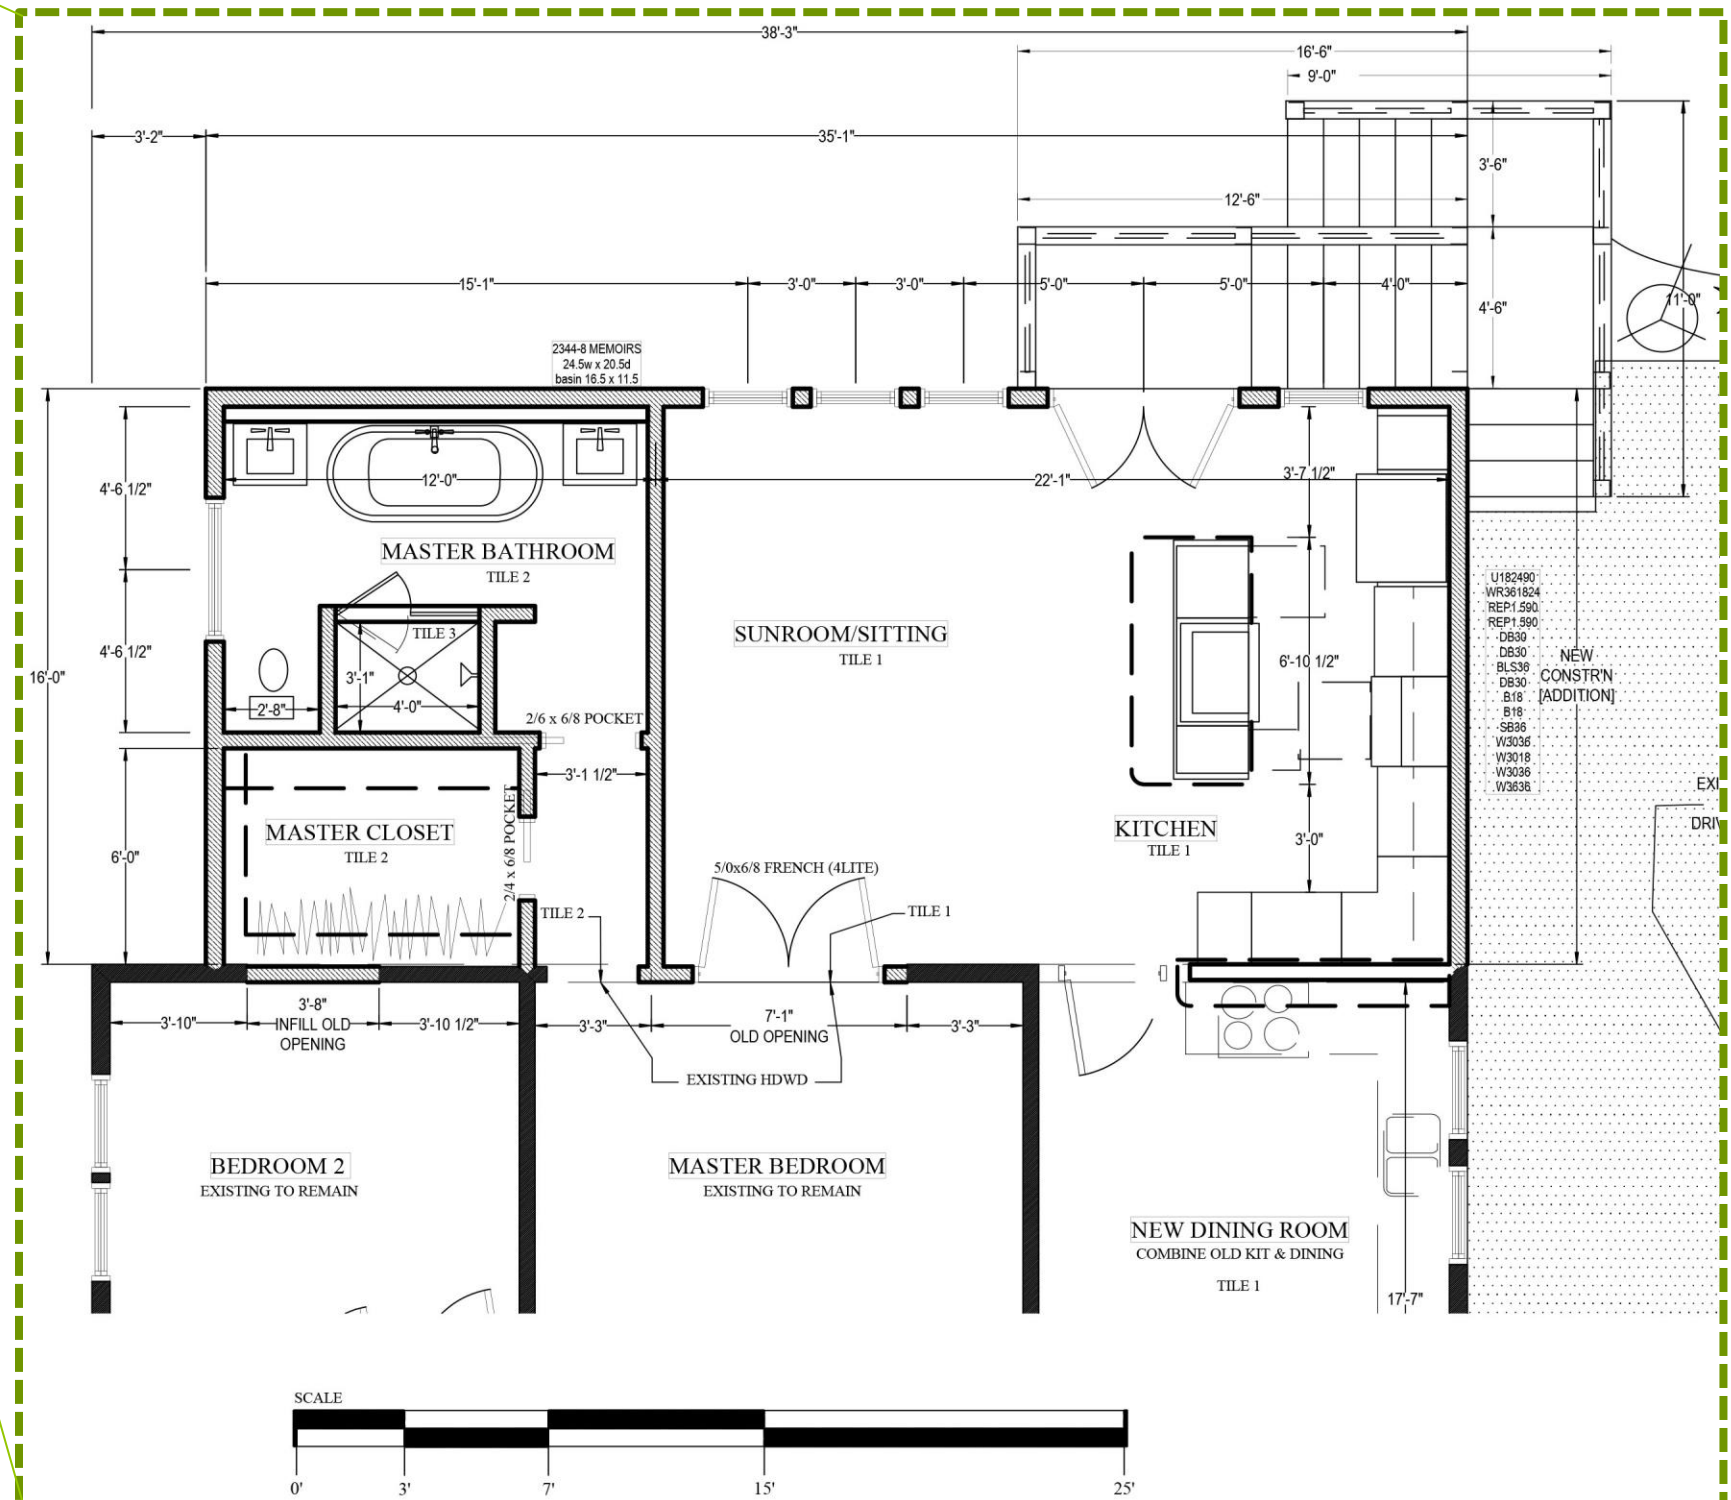 38'-3"
16'-6"
9'-0"
3'-2"
35'-1"
3'-6"
12'-6"
15'-1"
3'-0"
3'-0"
5'-0"
5'-0"
4'-0"
4'-6"
11'-0"
2344-8 MEMOIRS
24.5w x 20.5d
basin 16.5 x 11.5
4'-6 1/2"
12'-0"
22'-1"
3'-7 1/2"
MASTER BATHROOM
TILE 2
U182490
WR361824
REP1.590
REP1.590
DB30
DB30
BLS36
DB30
B18
B18
SB36
W3036
W3018
W3036
W3636
NEW
CONSTR'N
[ADDITION]
TILE 3
SUNROOM/SITTING
TILE 1
4'-6 1/2"
6'-10 1/2"
16'-0"
3'-1"
2'-8"
4'-0"
2/6 x 6/8 POCKET
3'-1 1/2"
2/4 x 6/8 POCKET
MASTER CLOSET
TILE 2
6'-0"
KITCHEN
TILE 1
3'-0"
EXI
DRIV
5/0x6/8 FRENCH (4LITE)
TILE 2
TILE 1
3'-10"
3'-8"
INFILL OLD
OPENING
3'-10 1/2"
3'-3"
7'-1"
OLD OPENING
3'-3"
EXISTING HDWD
BEDROOM 2
EXISTING TO REMAIN
MASTER BEDROOM
EXISTING TO REMAIN
NEW DINING ROOM
COMBINE OLD KIT & DINING
TILE 1
17'-7"
SCALE
0'
3'
7'
15'
25'